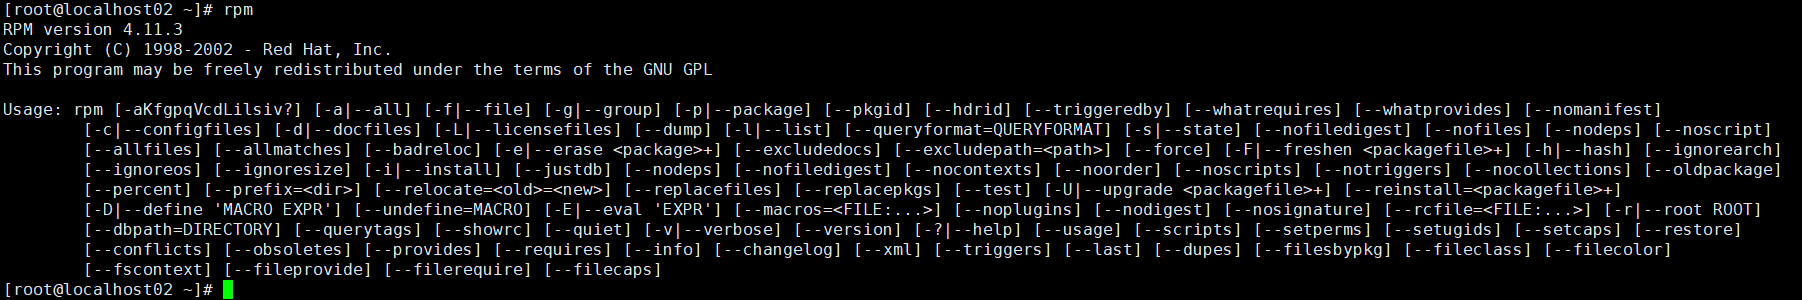 [root@localhost02 ~]# rpm
RPM version 4.11.3
Copyright (C) 1998-2002 - Red Hat, Inc.
This program may be freely redistributed under the terms of the GNU GPL

Usage: rpm [-aKfgpqVcdLilsiv?] [-a|--all] [-f|--file] [-g|--group] [-p|--package] [--pkgid] [--hdrid] [--triggeredby] [--whatrequires] [--whatprovides] [--nomanifest]
        [-c|--configfiles] [-d|--docfiles] [-L|--licensefiles] [--dump] [-l|--list] [--queryformat=QUERYFORMAT] [-s|--state] [--nofiledigest] [--nofiles] [--nodeps] [--noscript]
        [--allfiles] [--allmatches] [--badreloc] [-e|--erase <package>+] [--excludedocs] [--excludepath=<path>] [--force] [-F|--freshen <packagefile>+] [-h|--hash] [--ignorearch]
        [--ignoreos] [--ignoresize] [-i|--install] [--justdb] [--nodeps] [--nofiledigest] [--nocontexts] [--noorder] [--noscripts] [--notriggers] [--nocollections] [--oldpackage]
        [--percent] [--prefix=<dir>] [--relocate=<old>=<new>] [--replacefiles] [--replacepkgs] [--test] [-U|--upgrade <packagefile>+] [--reinstall=<packagefile>+]
        [-D|--define 'MACRO EXPR'] [--undefine=MACRO] [-E|--eval 'EXPR'] [--macros=<FILE:...>] [--noplugins] [--nodigest] [--nosignature] [--rcfile=<FILE:...>] [-r|--root ROOT]
        [--dbpath=DIRECTORY] [--querytags] [--showrc] [--quiet] [-v|--verbose] [--version] [-?|--help] [--usage] [--scripts] [--setperms] [--setugids] [--setcaps] [--restore]
        [--conflicts] [--obsoletes] [--provides] [--requires] [--info] [--changelog] [--xml] [--triggers] [--last] [--dupes] [--filesbypkg] [--fileclass] [--filecolor]
        [--fscontext] [--fileprovide] [--filerequire] [--filecaps]
[root@localhost02 ~]#